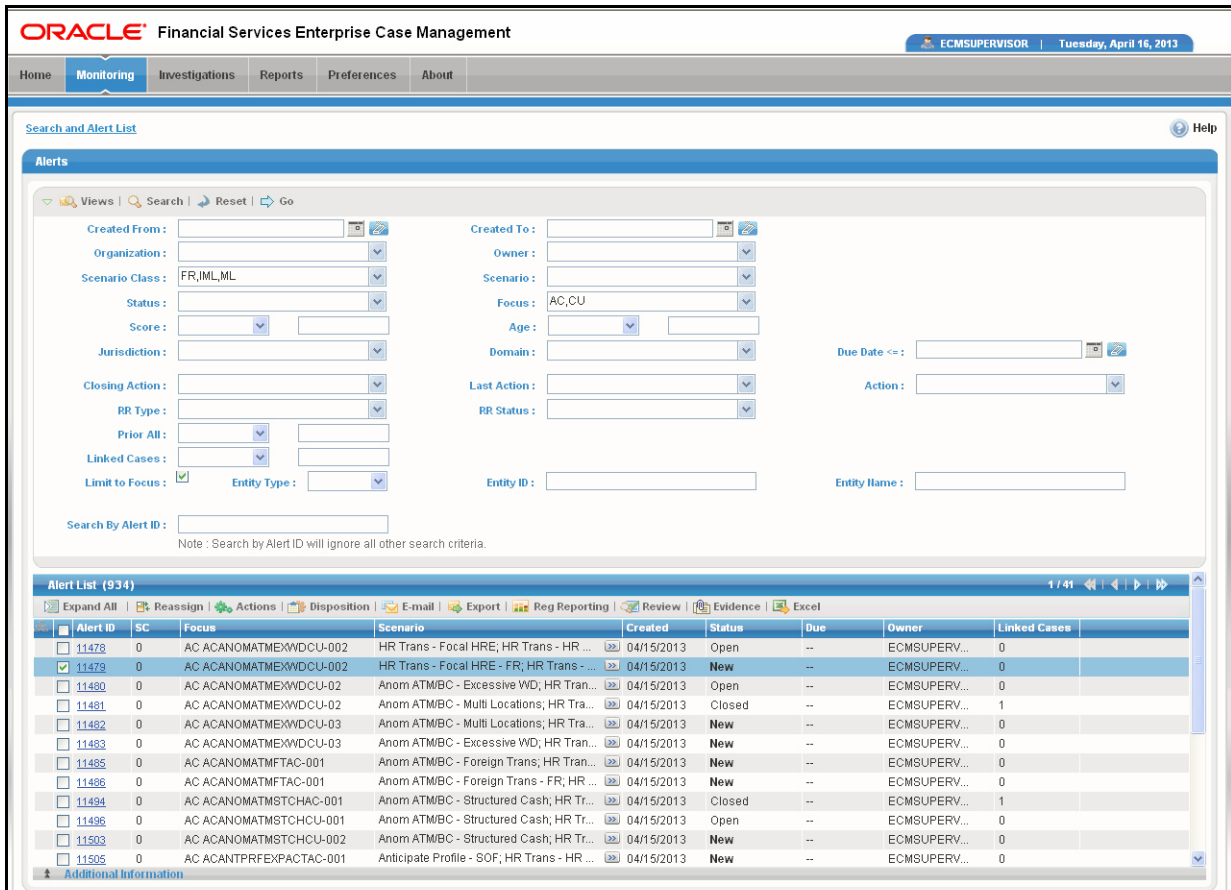 ORACLE® Financial Services Enterprise Case Management
ECMSUPERVISOR | Tuesday, April 16, 2013
Home Monitoring Investigations Reports Preferences About
Search and Alert List Help
Alerts
Views | Search | Reset | Go
Created From : Created To :
Organization : Owner :
Scenario Class : FR,IML,ML Scenario :
Status : Focus : AC,CU
Score : Age :
Jurisdiction : Domain : Due Date <= :
Closing Action : Last Action : Action :
RR Type : RR Status :
Prior All :
Linked Cases :
Limit to Focus : Entity Type : Entity ID : Entity Name :
Search By Alert ID :
Note : Search by Alert ID will ignore all other search criteria.
Alert List (934) 1 / 41
Expand All | Reassign | Actions | Disposition | E-mail | Export | Reg Reporting | Review | Evidence | Excel
Alert ID SC Focus Scenario Created Status Due Owner Linked Cases
11478 0 AC ACANOMATMEXWDCU-002 HR Trans - Focal HRE; HR Trans - HR ... 04/15/2013 Open -- ECMSUPERV... 0
11479 0 AC ACANOMATMEXWDCU-002 HR Trans - Focal HRE - FR; HR Trans - ... 04/15/2013 New -- ECMSUPERV... 0
11480 0 AC ACANOMATMEXWDCU-02 Anom ATM/BC - Excessive WD; HR Tran... 04/15/2013 Open -- ECMSUPERV... 0
11481 0 AC ACANOMATMEXWDCU-02 Anom ATM/BC - Multi Locations; HR Tra... 04/15/2013 Closed -- ECMSUPERV... 1
11482 0 AC ACANOMATMEXWDCU-03 Anom ATM/BC - Multi Locations; HR Tra... 04/15/2013 New -- ECMSUPERV... 0
11483 0 AC ACANOMATMEXWDCU-03 Anom ATM/BC - Excessive WD; HR Tran... 04/15/2013 New -- ECMSUPERV... 0
11485 0 AC ACANOMATMFTAC-001 Anom ATM/BC - Foreign Trans; HR Tran... 04/15/2013 New -- ECMSUPERV... 0
11486 0 AC ACANOMATMFTAC-001 Anom ATM/BC - Foreign Trans - FR; HR ... 04/15/2013 New -- ECMSUPERV... 0
11494 0 AC ACANOMATMSTCHAC-001 Anom ATM/BC - Structured Cash; HR Tr... 04/15/2013 Closed -- ECMSUPERV... 1
11496 0 AC ACANOMATMSTCHCU-001 Anom ATM/BC - Structured Cash; HR Tr... 04/15/2013 Open -- ECMSUPERV... 0
11503 0 AC ACANOMATMSTCHCU-002 Anom ATM/BC - Structured Cash; HR Tr... 04/15/2013 New -- ECMSUPERV... 0
11505 0 AC ACANTPRFEXPACTAC-001 Anticipate Profile - SOF; HR Trans - HR ... 04/15/2013 New -- ECMSUPERV... 0
Additional Information